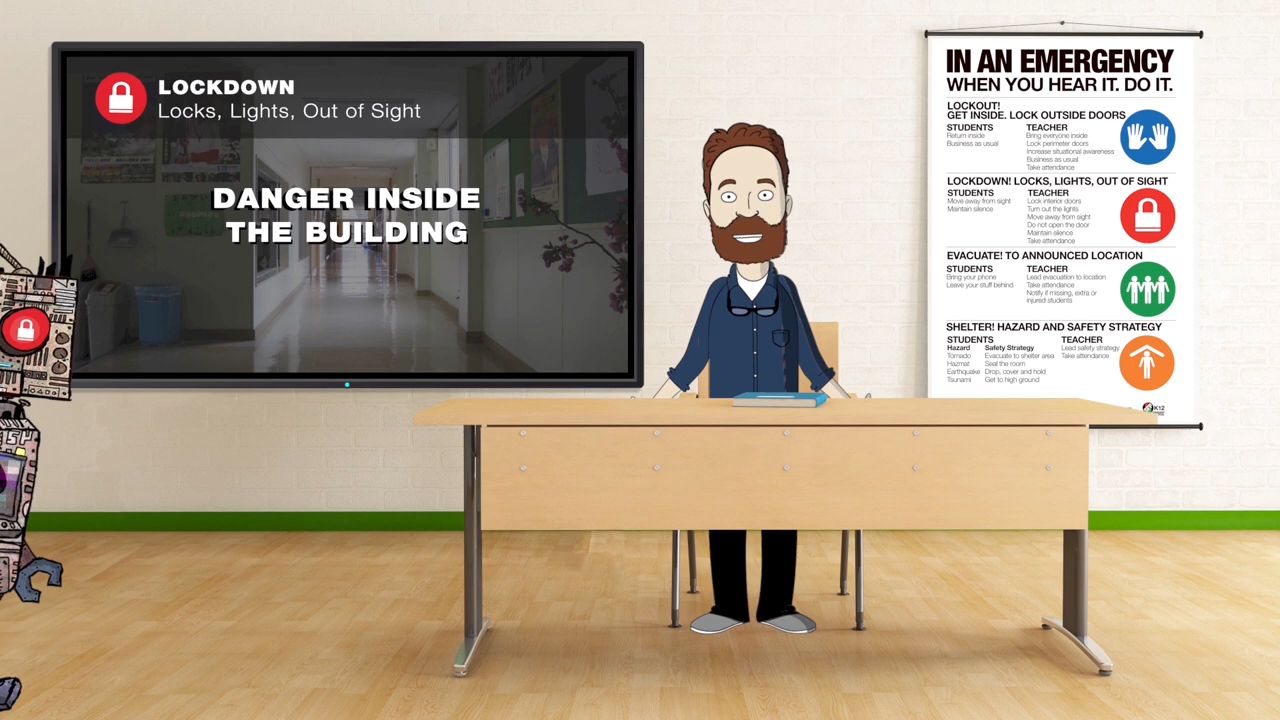 LOCKDOWN
Locks, Lights, Out of Sight
DANGER INSIDE
THE BUILDING
IN AN EMERGENCY
WHEN YOU HEAR IT. DO IT.
LOCKOUT!
GET INSIDE. LOCK OUTSIDE DOORS
STUDENTS
Return inside
Business as usual
TEACHER
Bring everyone inside
Lock perimeter doors
Increase situational awareness
Business as usual
Take attendance
LOCKDOWN! LOCKS, LIGHTS, OUT OF SIGHT
STUDENTS
Move away from sight
Maintain silence
TEACHER
Lock interior doors
Turn out the lights
Move away from sight
Do not open the door
Maintain silence
Take attendance
EVACUATE! TO ANNOUNCED LOCATION
STUDENTS
Bring your phone
Leave your stuff behind
TEACHER
Lead evacuation to location
Take attendance
Notify if missing, extra or
injured students
SHELTER! HAZARD AND SAFETY STRATEGY
STUDENTS
Hazard Safety Strategy
Tornado Evacuate to shelter area
Hazmat Seal the room
Earthquake Drop, cover and hold
Tsunami Get to high ground
TEACHER
Lead safety strategy
Take attendance
K12